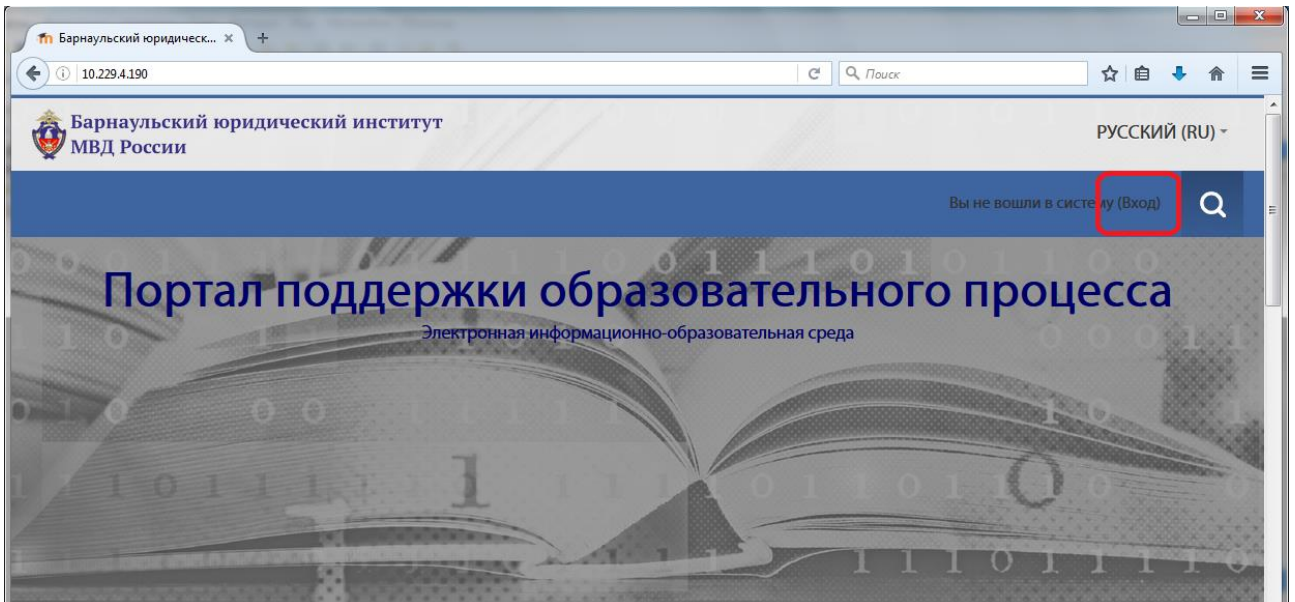 Барнаульский юридическ...
10.229.4.190
Поиск
Барнаульский юридический институт
МВД России
РУССКИЙ (RU)
Вы не вошли в систему (Вход)
Портал поддержки образовательного процесса
Электронная информационно-образовательная среда